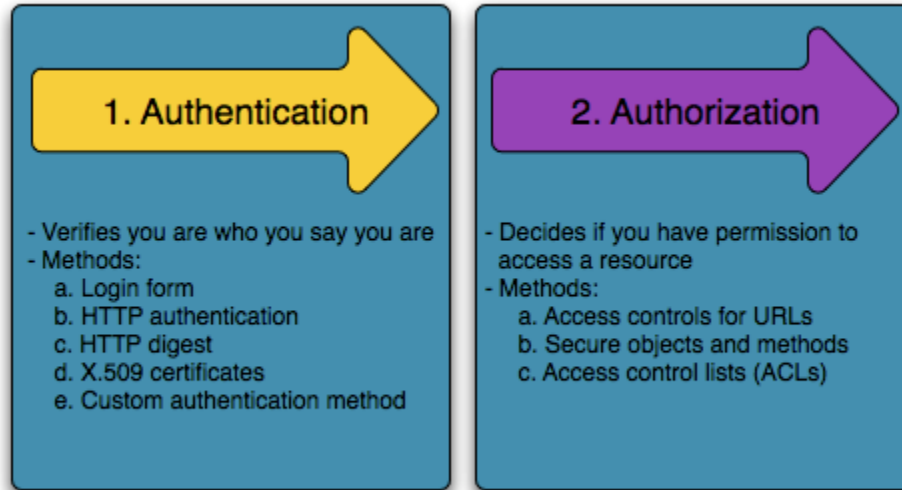 1. Authentication
- Verifies you are who you say you are
- Methods:
a. Login form
b. HTTP authentication
c. HTTP digest
d. X.509 certificates
e. Custom authentication method
2. Authorization
- Decides if you have permission to
access a resource
- Methods:
a. Access controls for URLs
b. Secure objects and methods
c. Access control lists (ACLs)